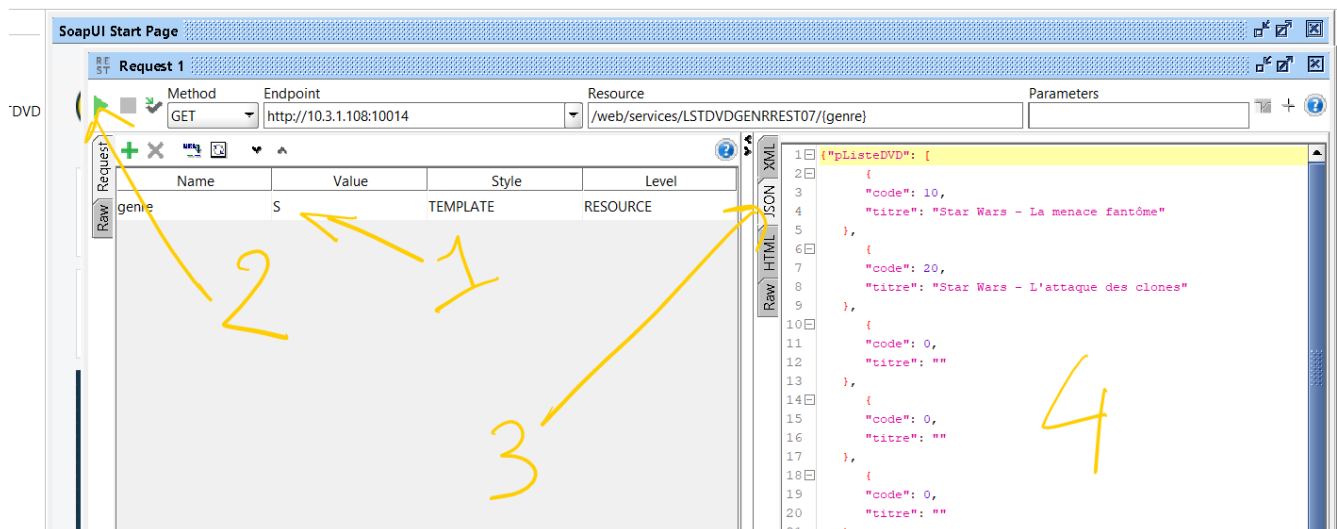 SoapUI Start Page
REST Request 1
TDVD
Method Endpoint Resource Parameters
GET http://10.3.1.108:10014 /web/services/LSTDVDGENRREST07/{genre}
Request
Raw
Name Value Style Level
genre S TEMPLATE RESOURCE
1
2
3
XML
JSON
HTML
Raw
1 {"pListeDVD": [
2 {
3 "code": 10,
4 "titre": "Star Wars - La menace fantôme"
5 },
6 {
7 "code": 20,
8 "titre": "Star Wars - L'attaque des clones"
9 },
10 {
11 "code": 0,
12 "titre": ""
13 },
14 {
15 "code": 0,
16 "titre": ""
17 },
18 {
19 "code": 0,
20 "titre": ""
4